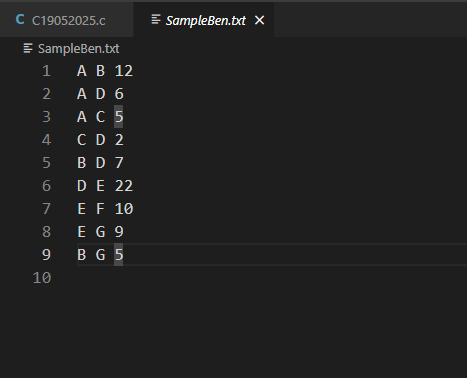 C C19052025.c SampleBen.txt ×
SampleBen.txt
1 A B 12
2 A D 6
3 A C 5
4 C D 2
5 B D 7
6 D E 22
7 E F 10
8 E G 9
9 B G 5
10